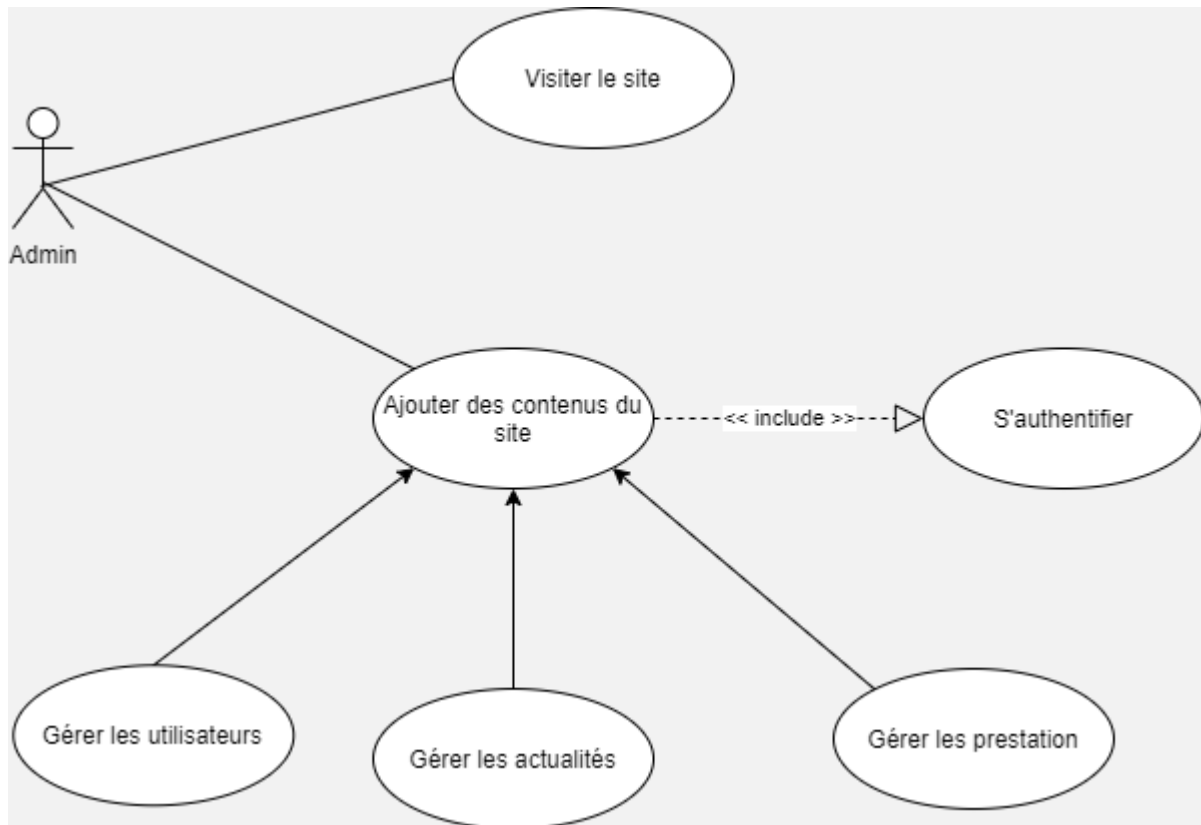 Visiter le site
Admin
Ajouter des contenus du
site
<< include >>
S'authentifier
Gérer les utilisateurs
Gérer les actualités
Gérer les prestation